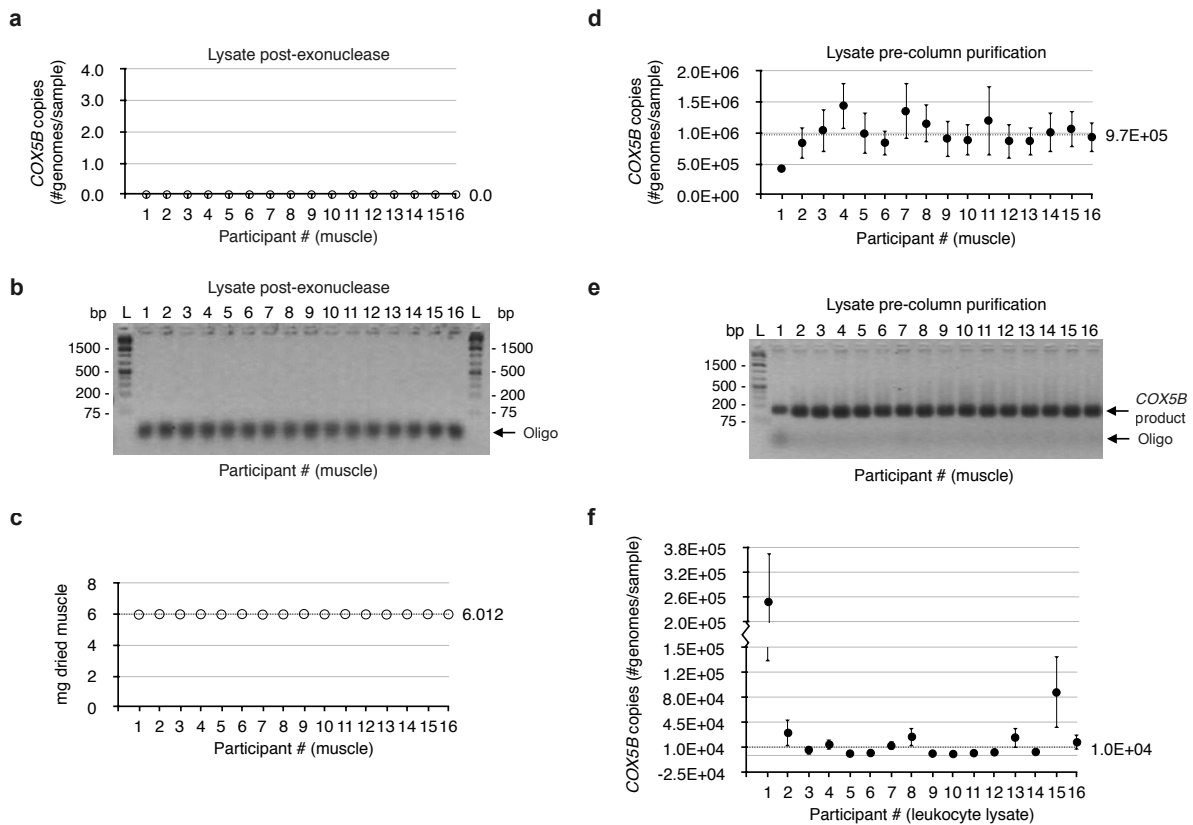 a
Lysate post-exonuclease
COX5B copies
(#genomes/sample)
4.0
3.0
2.0
1.0
0.0
0.0
1 2 3 4 5 6 7 8 9 10 11 12 13 14 15 16
Participant # (muscle)
b
Lysate post-exonuclease
bp L 1 2 3 4 5 6 7 8 9 10 11 12 13 14 15 16 L bp
1500 - - 1500
500 - - 500
200 - - 200
75 - - 75
Oligo
Participant # (muscle)
c
mg dried muscle
8
6
4
2
0
6.012
1 2 3 4 5 6 7 8 9 10 11 12 13 14 15 16
Participant # (muscle)
d
Lysate pre-column purification
COX5B copies
(#genomes/sample)
2.0E+06
1.5E+06
1.0E+06
5.0E+05
0.0E+00
9.7E+05
1 2 3 4 5 6 7 8 9 10 11 12 13 14 15 16
Participant # (muscle)
e
Lysate pre-column purification
bp L 1 2 3 4 5 6 7 8 9 10 11 12 13 14 15 16
1500 -
500 -
200 -
75 -
COX5B
product
Oligo
Participant # (muscle)
f
COX5B copies (#genomes/sample)
3.8E+05
3.2E+05
2.6E+05
2.0E+05
1.5E+05
1.2E+05
8.0E+04
4.5E+04
1.0E+04
-2.5E+04
1.0E+04
1 2 3 4 5 6 7 8 9 10 11 12 13 14 15 16
Participant # (leukocyte lysate)